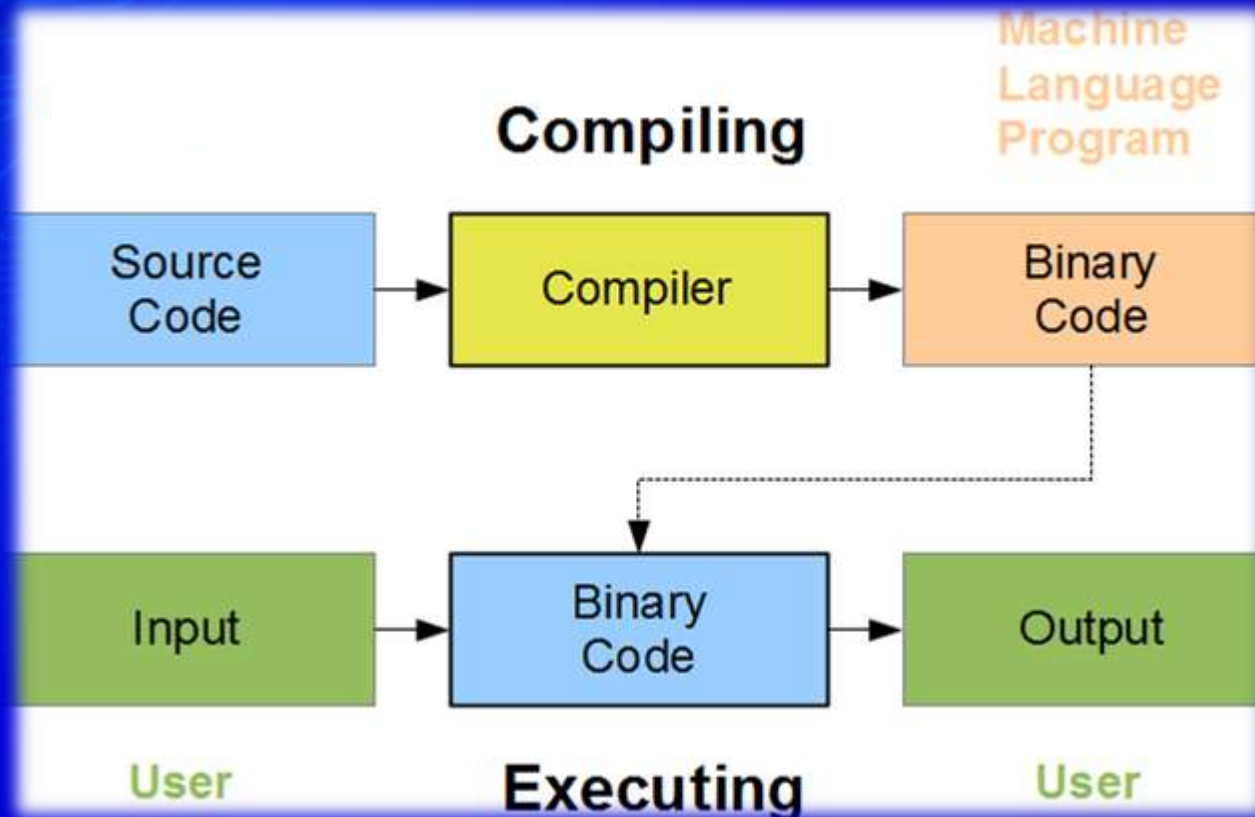 Machine
Language
Program
Compiling
Source
Code
Compiler
Binary
Code
Input
Binary
Code
Output
User
Executing
User